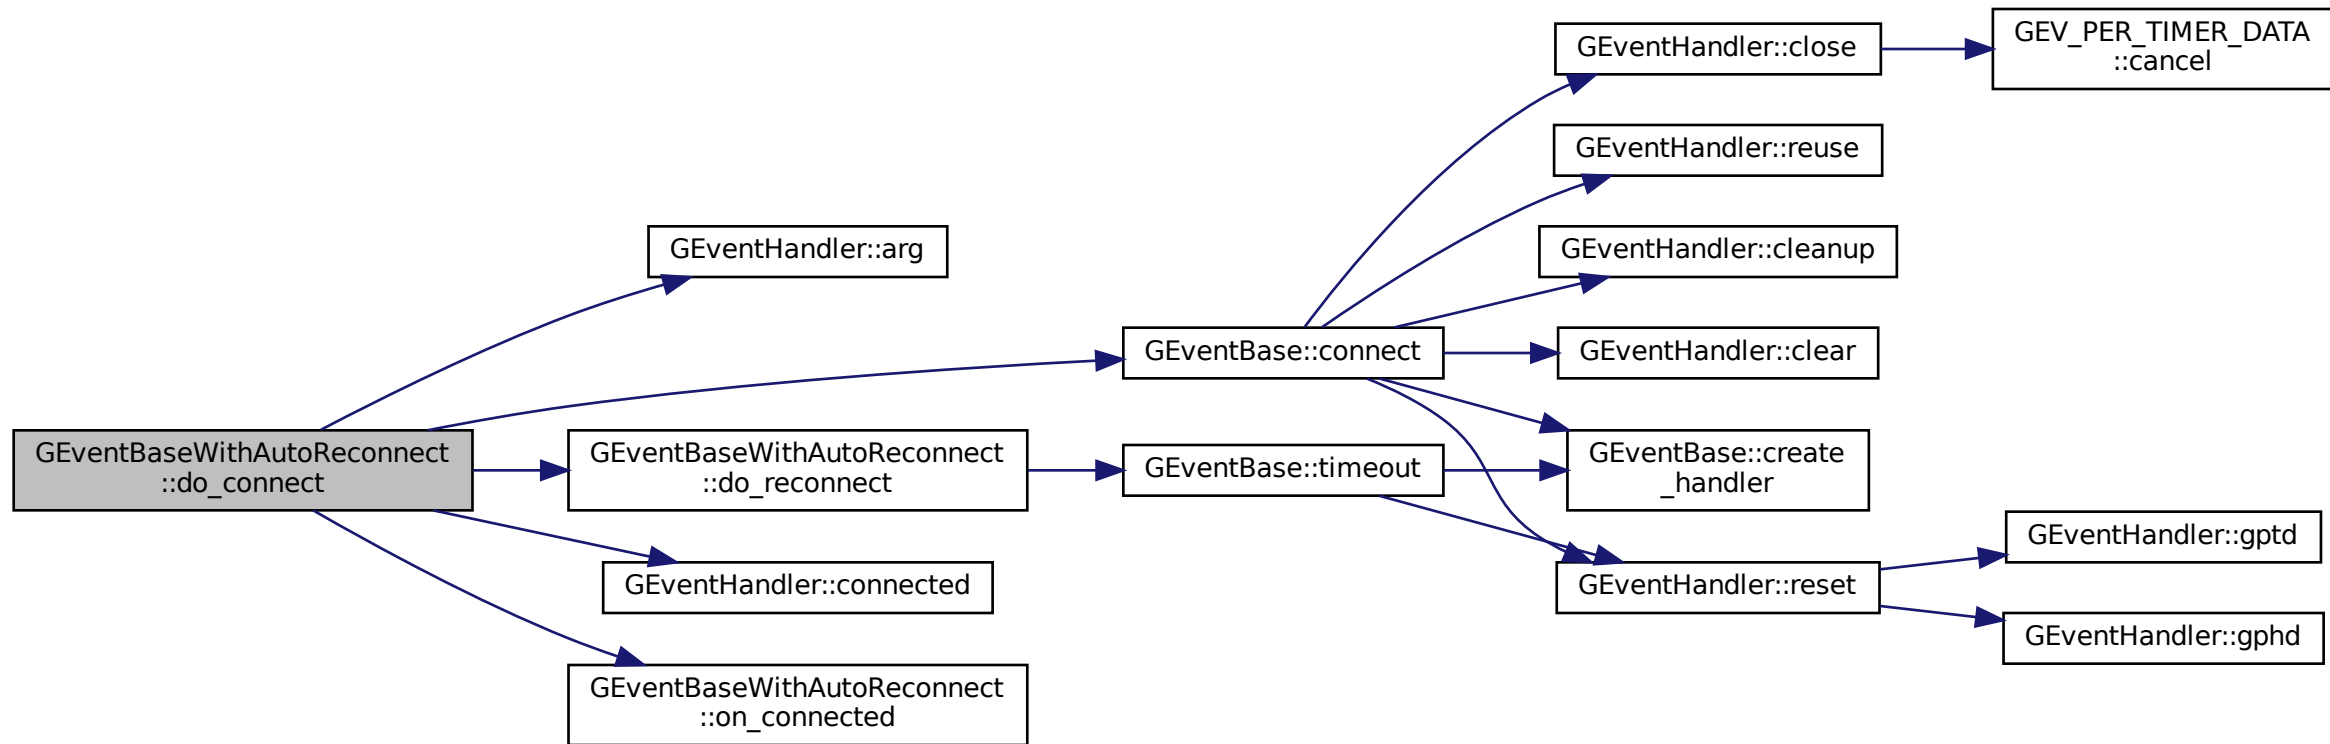 GEventBaseWithAutoReconnect
::do_connect
GEventHandler::arg
GEventBase::connect
GEventBaseWithAutoReconnect
::do_reconnect
GEventHandler::connected
GEventBaseWithAutoReconnect
::on_connected
GEventBase::timeout
GEventHandler::close
GEventHandler::reuse
GEventHandler::cleanup
GEventHandler::clear
GEventBase::create
_handler
GEventHandler::reset
GEV_PER_TIMER_DATA
::cancel
GEventHandler::gptd
GEventHandler::gphd